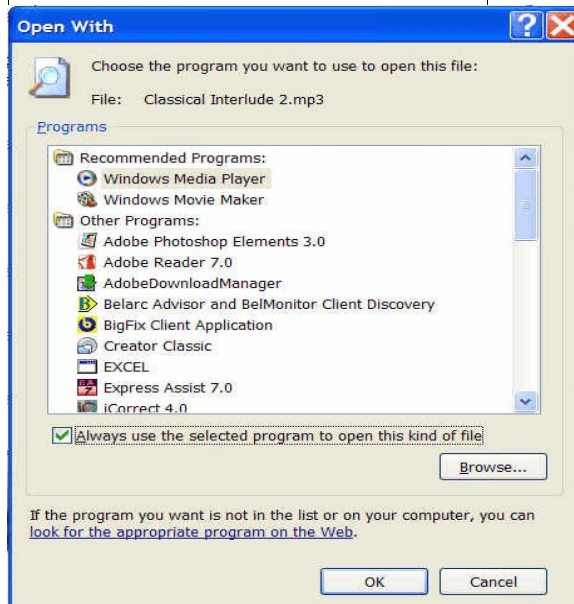 Open With
Choose the program you want to use to open this file:
File: Classical Interlude 2.mp3
Programs
Recommended Programs:
Windows Media Player
Windows Movie Maker
Other Programs:
Adobe Photoshop Elements 3.0
Adobe Reader 7.0
AdobeDownloadManager
Belarc Advisor and BelMonitor Client Discovery
BigFix Client Application
Creator Classic
EXCEL
Express Assist 7.0
iCorrect 4.0
Always use the selected program to open this kind of file
Browse...
If the program you want is not in the list or on your computer, you can
look for the appropriate program on the Web.
OK Cancel